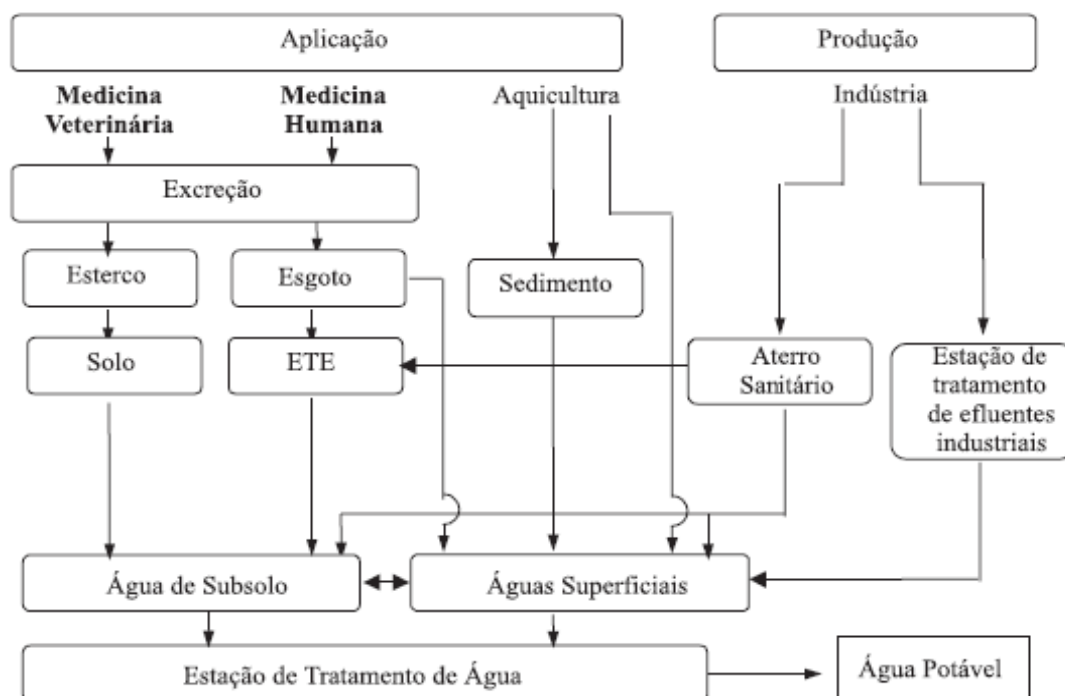 Aplicação
Produção
Medicina
Veterinária
Medicina
Humana
Aquicultura
Indústria
Excreção
Esterco
Esgoto
Sedimento
Solo
ETE
Aterro
Sanitário
Estação de
tratamento
de efluentes
industriais
Água de Subsolo
Águas Superficiais
Estação de Tratamento de Água
Água Potável